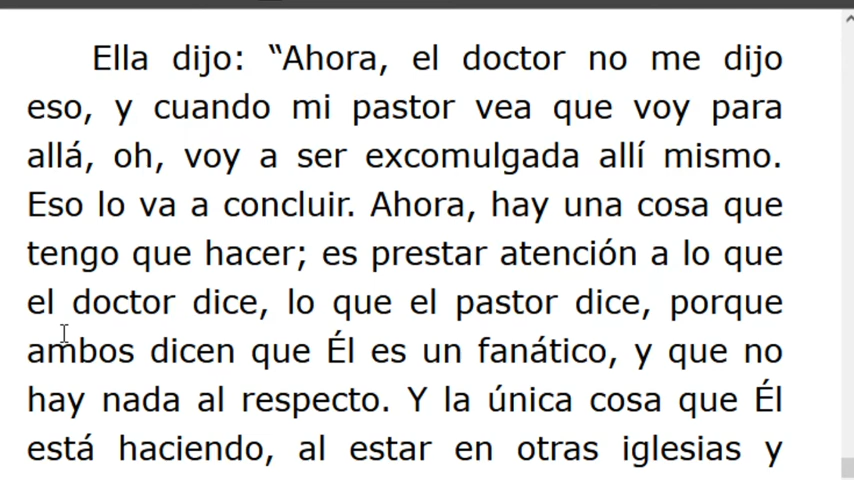 Ella dijo: “Ahora, el doctor no me dijo
eso, y cuando mi pastor vea que voy para
allá, oh, voy a ser excomulgada allí mismo.
Eso lo va a concluir. Ahora, hay una cosa que
tengo que hacer; es prestar atención a lo que
el doctor dice, lo que el pastor dice, porque
ambos dicen que Él es un fanático, y que no
hay nada al respecto. Y la única cosa que Él
está haciendo, al estar en otras iglesias y